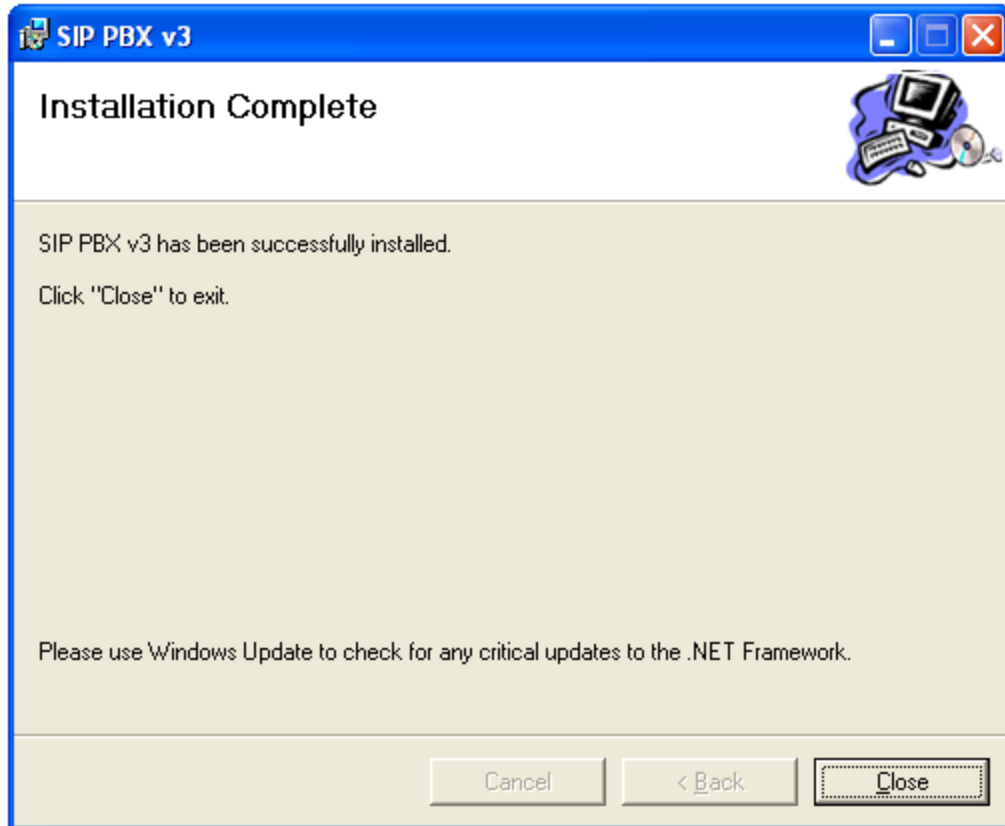 SIP PBX v3
Installation Complete
SIP PBX v3 has been successfully installed.
Click "Close" to exit.
Please use Windows Update to check for any critical updates to the .NET Framework.
Cancel
< Back
Close